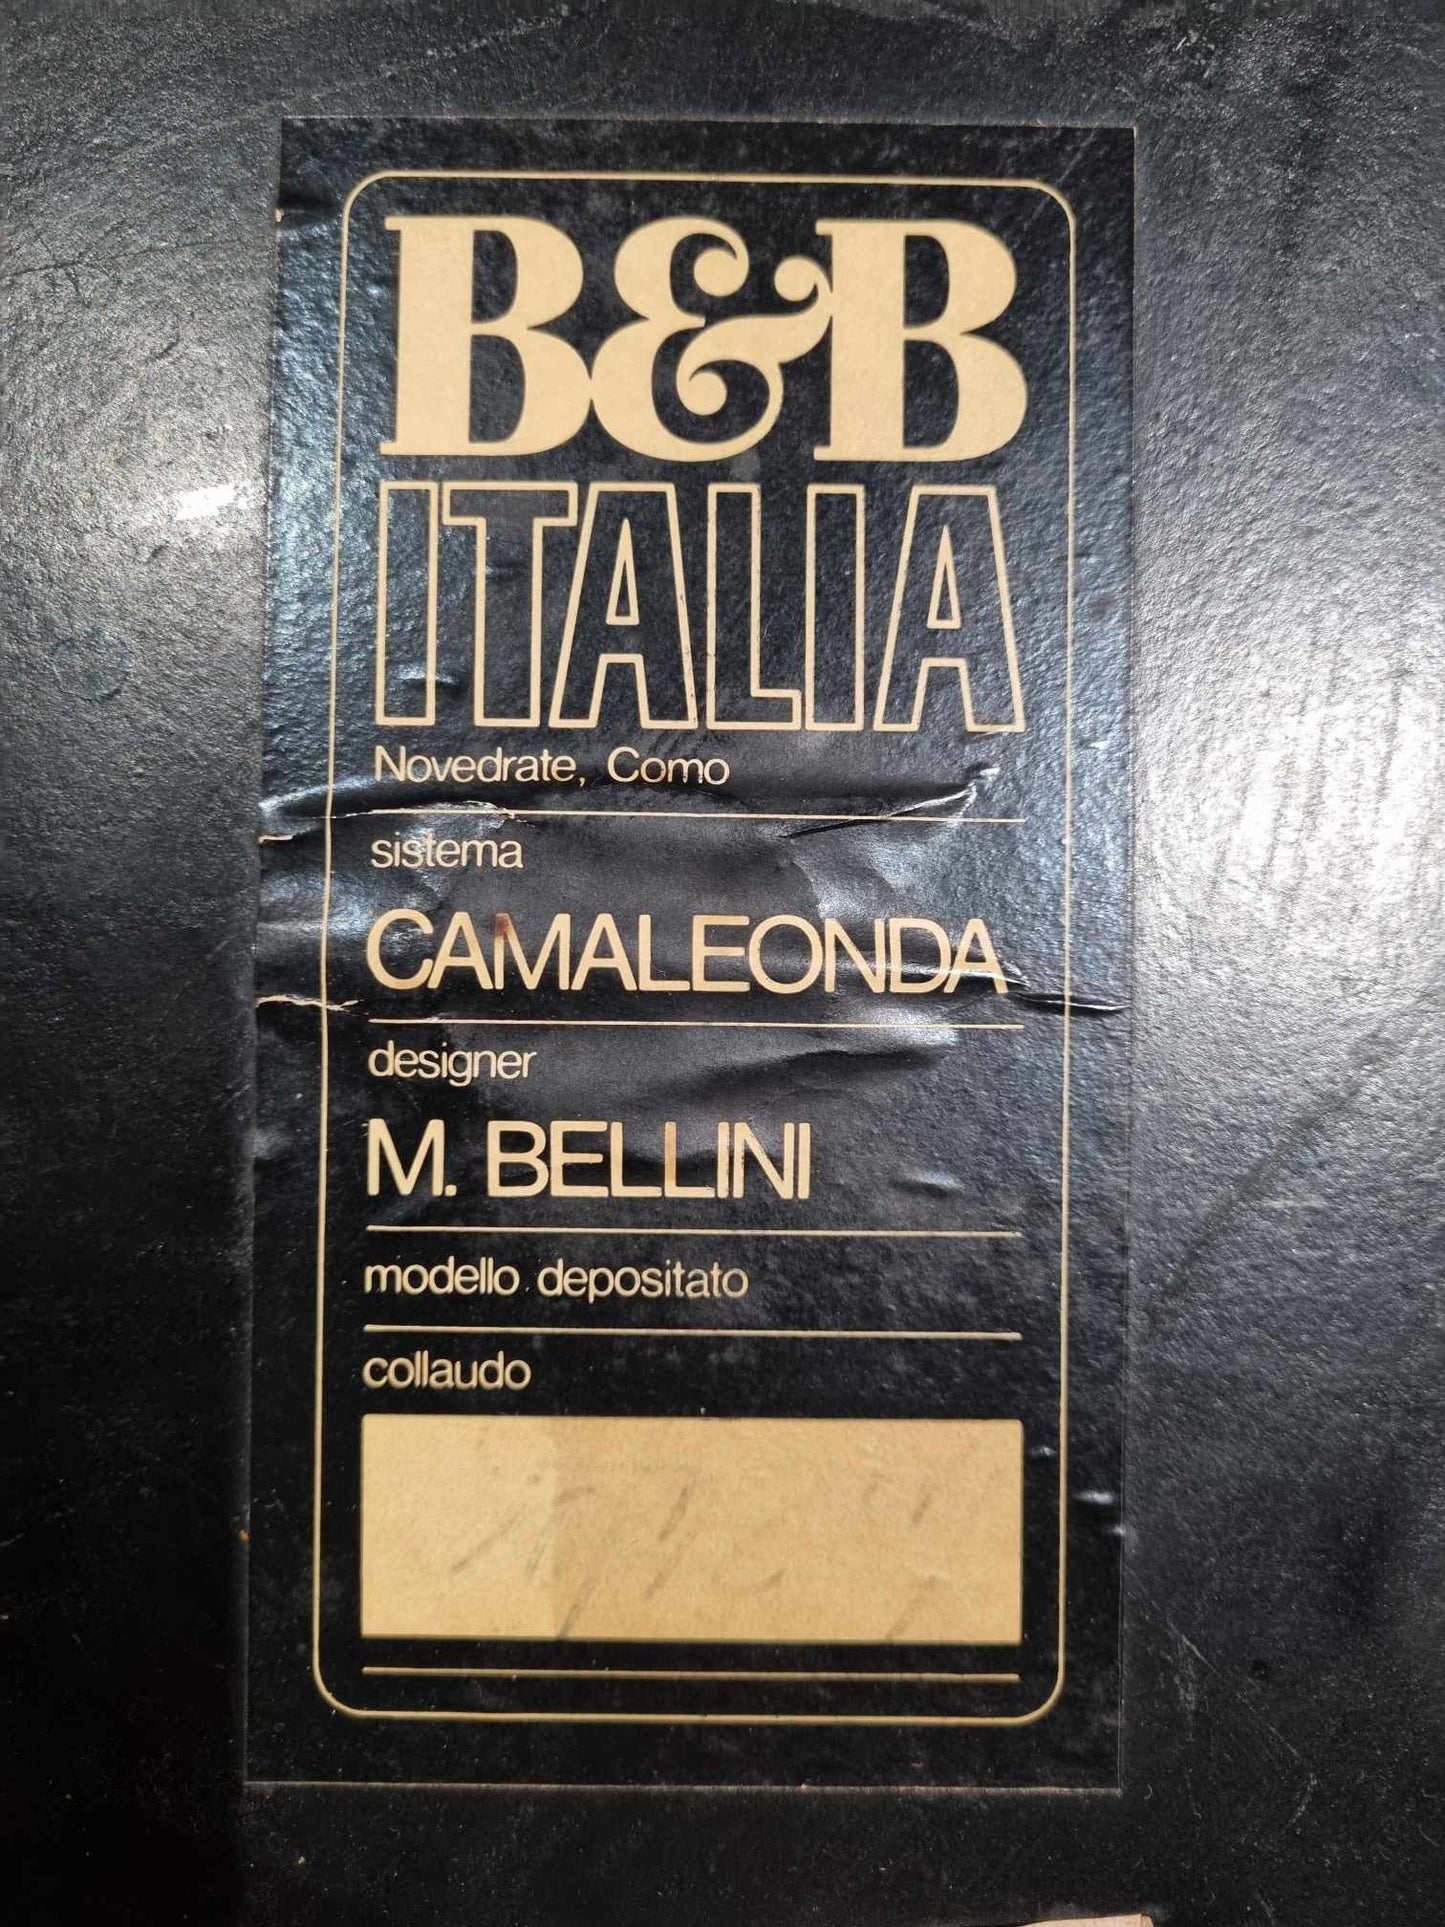 B&B
ITALIA
Novedrate, Como
sistema
CAMALEONDA
designer
M. BELLINI
modello depositato
collaudo